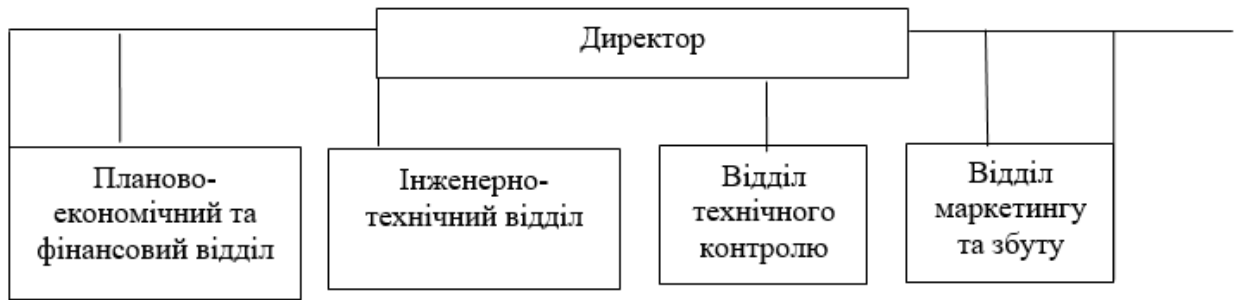 Директор
Планово-
економічний та
фінансовий відділ
Інженерно-
технічний відділ
Відділ
технічного
контролю
Відділ
маркетингу
та збуту